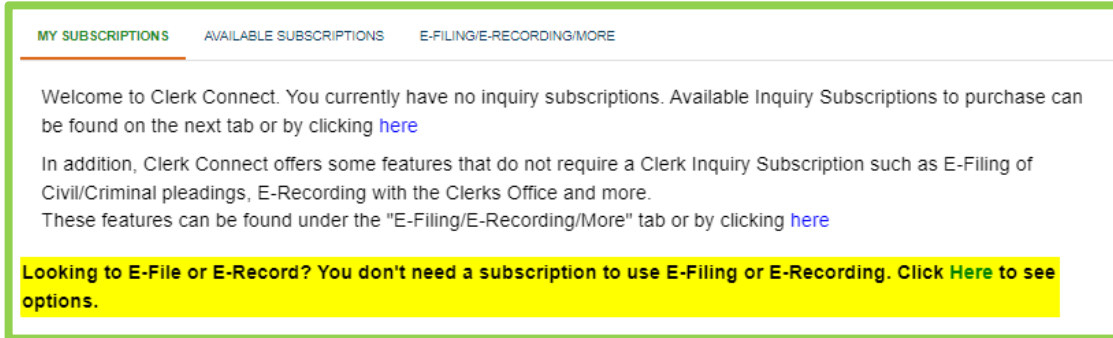 MY SUBSCRIPTIONS AVAILABLE SUBSCRIPTIONS E-FILING/E-RECORDING/MORE
Welcome to Clerk Connect. You currently have no inquiry subscriptions. Available Inquiry Subscriptions to purchase can
be found on the next tab or by clicking here
In addition, Clerk Connect offers some features that do not require a Clerk Inquiry Subscription such as E-Filing of
Civil/Criminal pleadings, E-Recording with the Clerks Office and more.
These features can be found under the "E-Filing/E-Recording/More" tab or by clicking here
Looking to E-File or E-Record? You don't need a subscription to use E-Filing or E-Recording. Click Here to see
options.